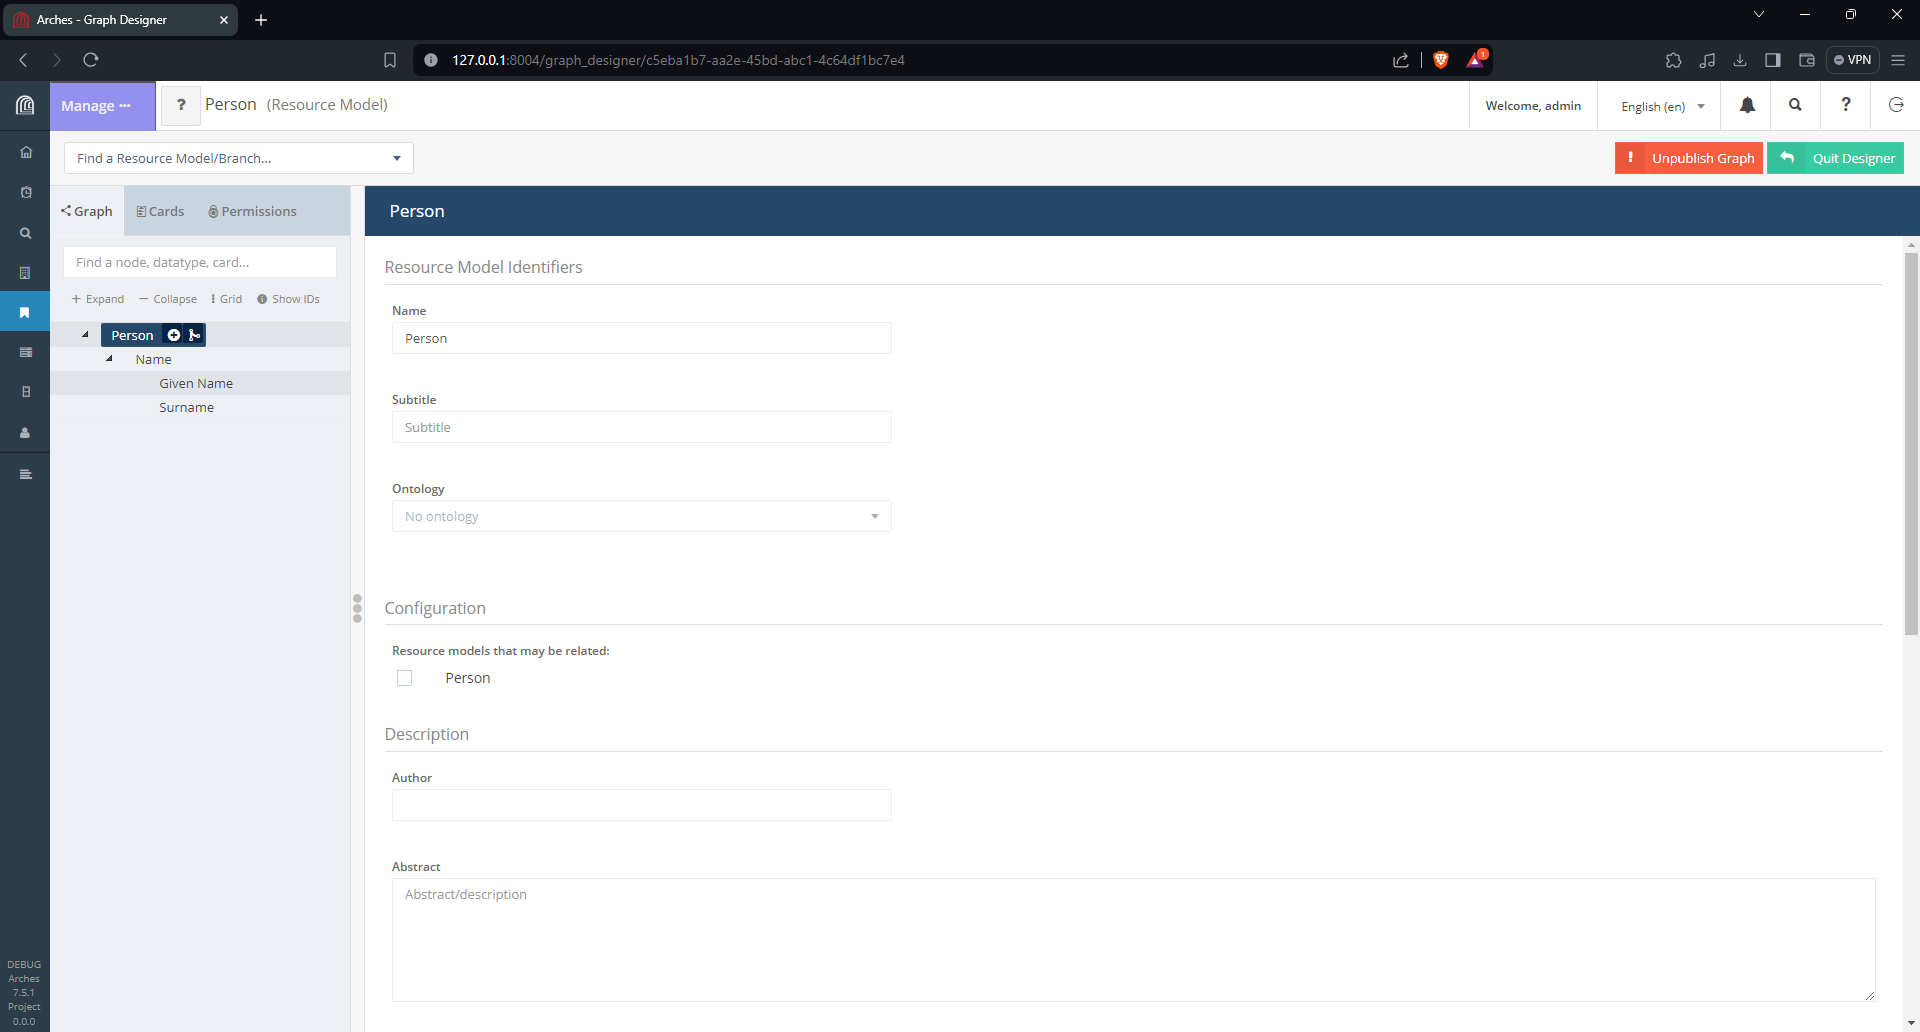 Arches - Graph Designer
127.0.0.1:8004/graph_designer/c5eba1b7-aa2e-45bd-abc1-4c64df1bc7e4
1
VPN
Manage
? Person (Resource Model)
Welcome, admin
English (en)
?
Find a Resource Model/Branch...
! Unpublish Graph
Quit Designer
Graph
Cards
Permissions
Person
Find a node, datatype, card...
+ Expand
− Collapse
Grid
Show IDs
Person
Name
Given Name
Surname
Resource Model Identifiers
Name
Person
Subtitle
Subtitle
Ontology
No ontology
Configuration
Resource models that may be related:
Person
Description
Author
Abstract
Abstract/description
DEBUG
Arches
7.5.1
Project
0.0.0